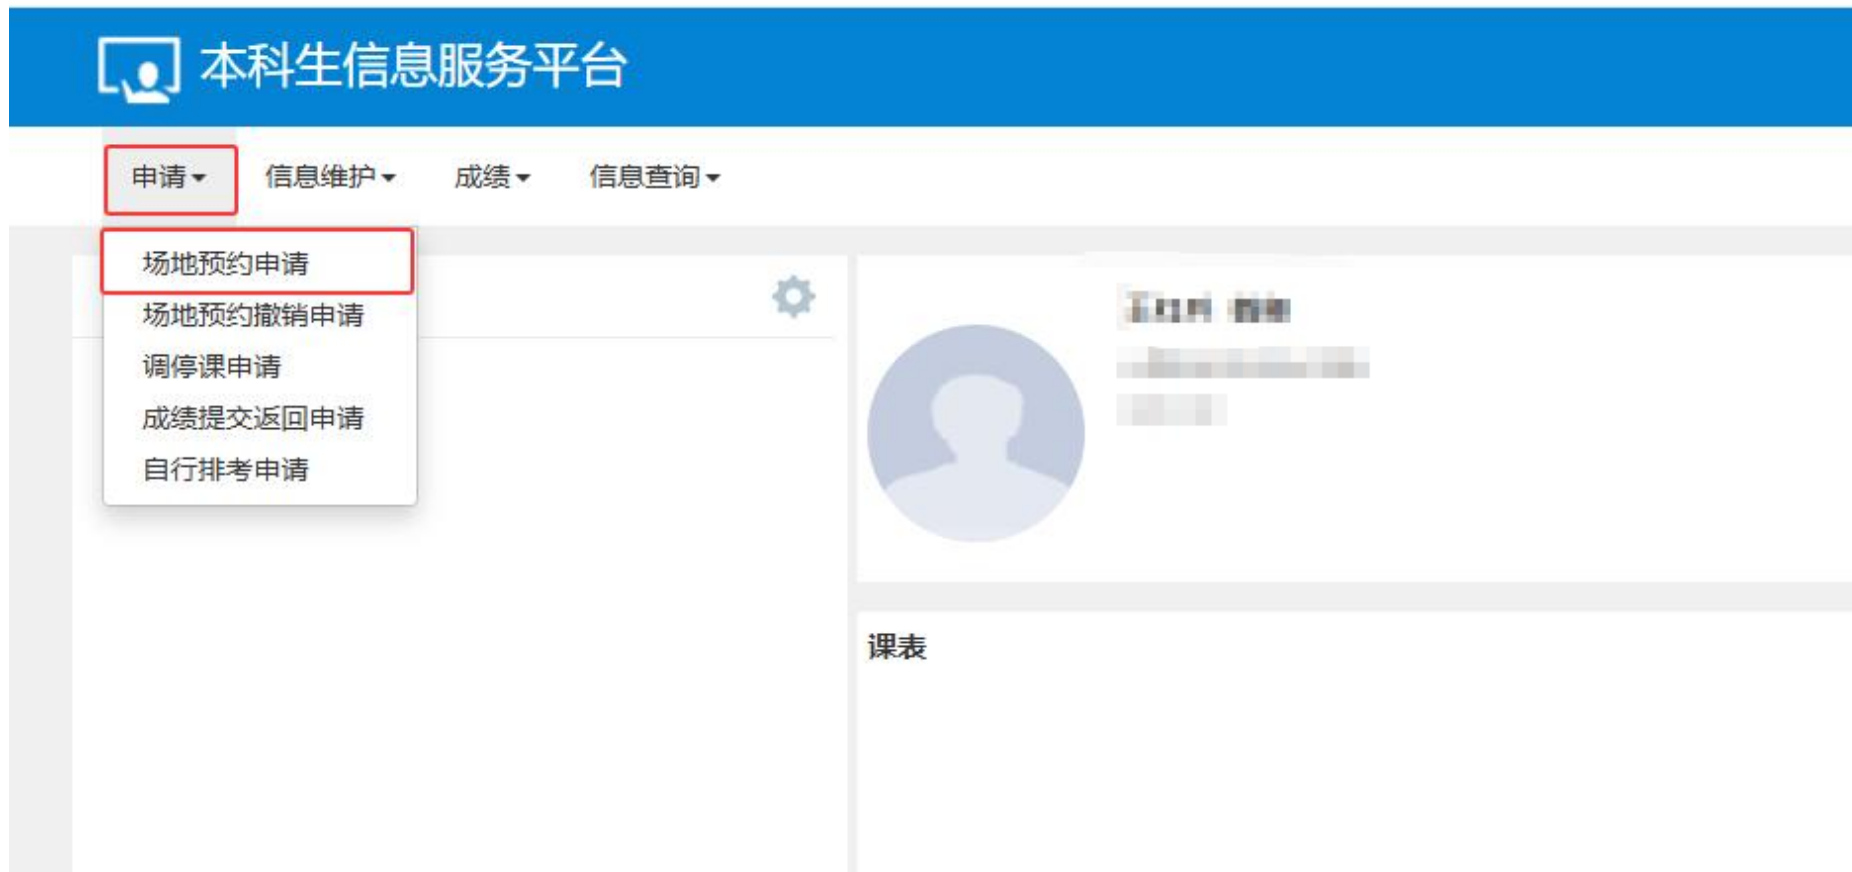 本科生信息服务平台
申请 信息维护 成绩 信息查询
场地预约申请
场地预约撤销申请
调停课申请
成绩提交返回申请
自行排考申请
课表